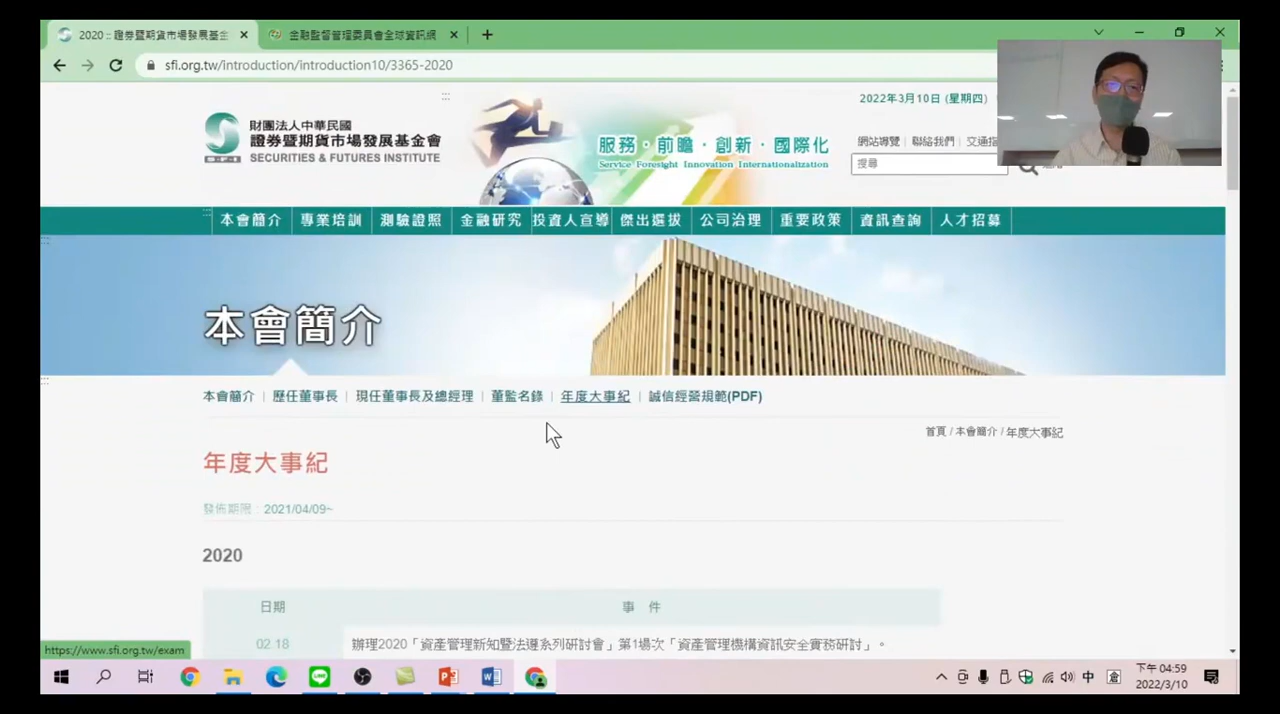 2020 :: 證券暨期貨市場發展基金
金融監督管理委員會全球資訊網
sfi.org.tw/introduction/introduction10/3365-2020
2022年3月10日 (星期四)
財團法人中華民國
證券暨期貨市場發展基金會
SECURITIES & FUTURES INSTITUTE
SFI
服務・前瞻・創新・國際化
Service Foresight Innovation Internationalization
網站導覽 | 聯絡我們 | 交通指
搜尋
本會簡介 專業培訓 測驗證照 金融研究 投資人宣導 傑出選拔 公司治理 重要政策 資訊查詢 人才招募
本會簡介
本會簡介 | 歷任董事長 | 現任董事長及總經理 | 董監名錄 | 年度大事紀 | 誠信經營規範(PDF)
首頁 / 本會簡介 / 年度大事紀
年度大事紀
發佈期限 : 2021/04/09~
2020
日期 事 件
02.18 辦理2020「資產管理新知暨法遵系列研討會」第1場次「資產管理機構資訊安全實務研討」。
https://www.sfi.org.tw/exam
中
倉
下午 04:59
2022/3/10